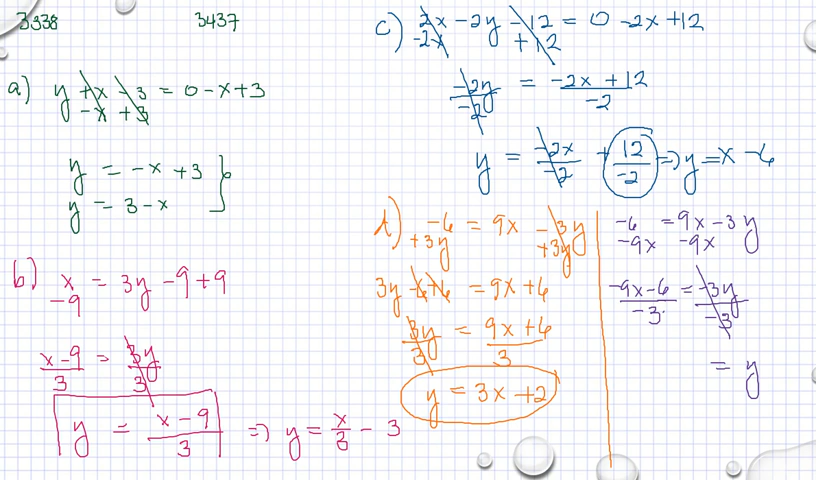 3338 3437
a) y + x - 3 = 0 - x + 3
- x + 3
y = -x + 3
y = 3 - x
b) x = 3y - 9 + 9
-9
x - 9 = 3y
3 3
y = x - 9 ⇒ y = x - 3
3 3
c) 2x - 2y - 12 = 0 - 2x + 12
-2x + 12
-2y = -2x + 12
-2 -2
y = -2x + 12 ⇒ y = x - 6
-2 -2
d) -6 = 9x - 3y
+3y +3y
3y - 6 + 6 = 9x + 6
3y = 9x + 6
3 3
y = 3x + 2
-6 = 9x - 3y
-9x -9x
-9x - 6 = -3y
-3 -3
= y